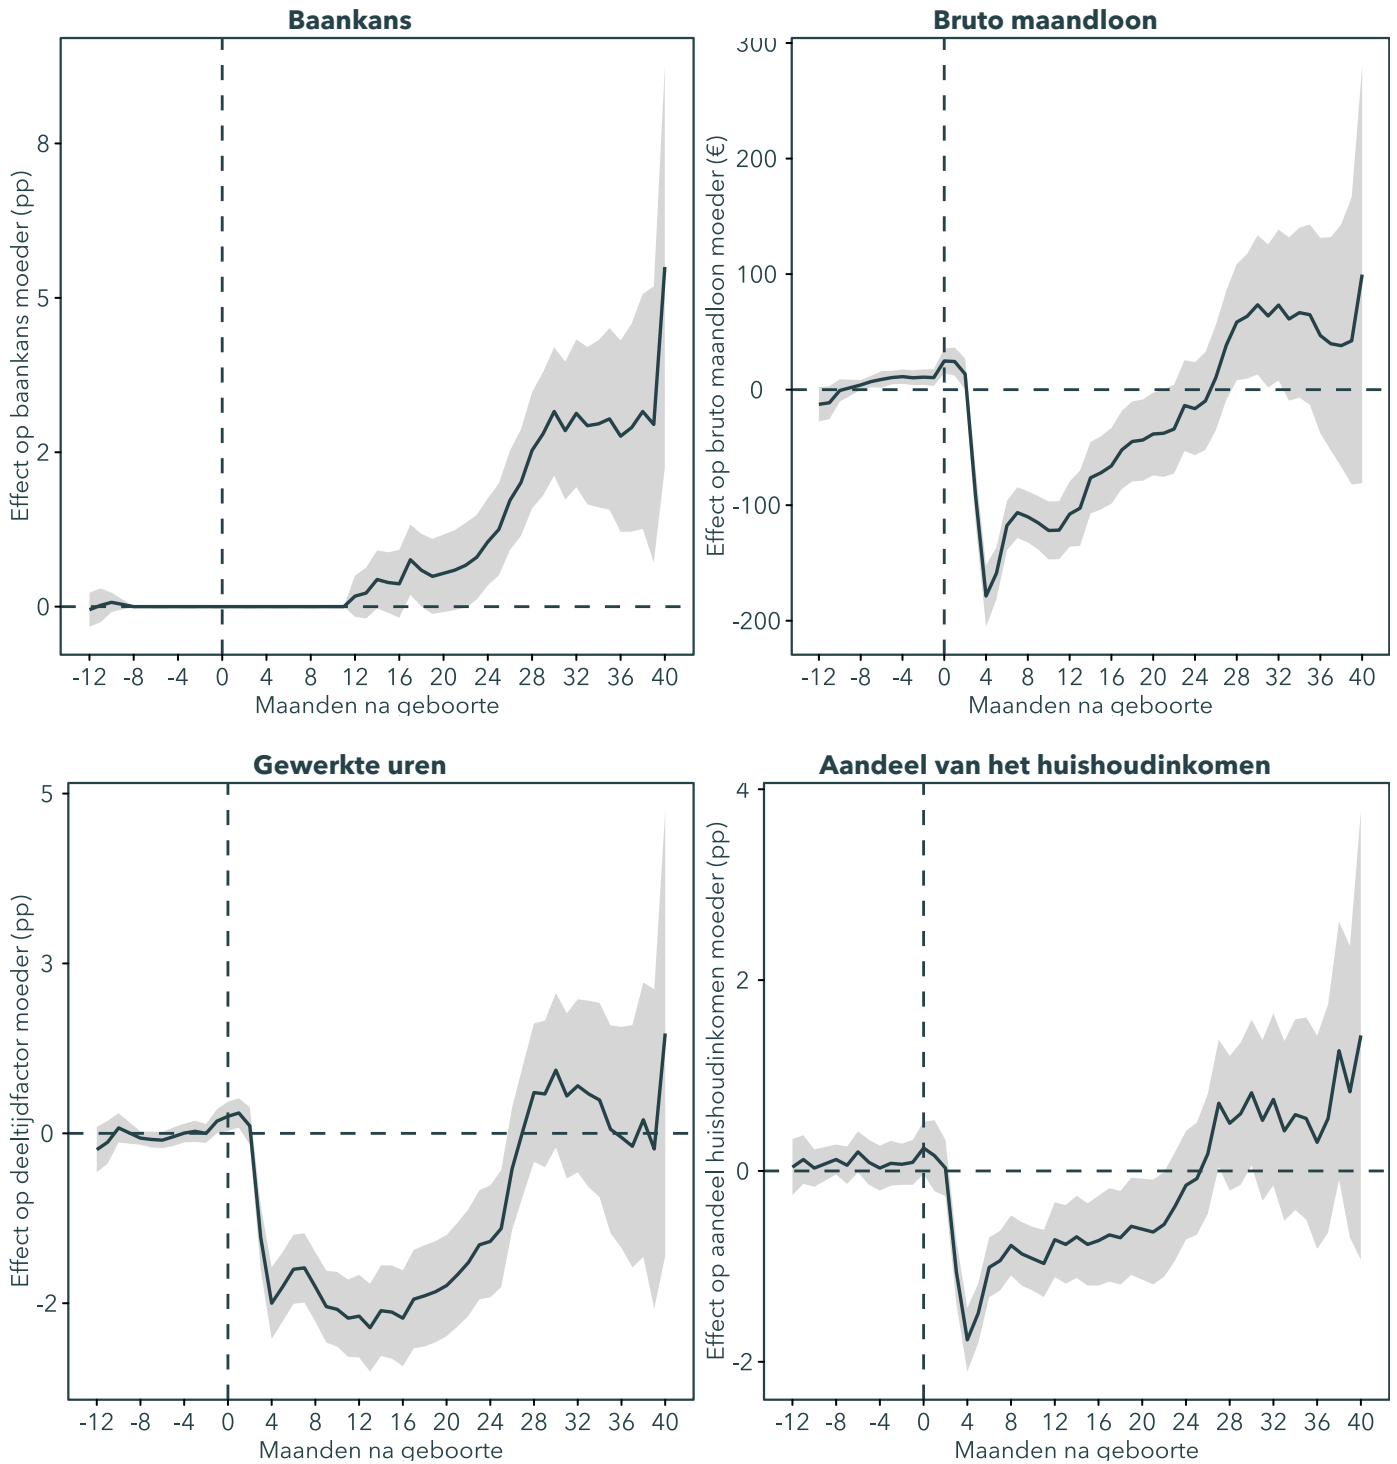 Baankans
Effect op baankans moeder (pp)
8
5
2
0
-12 -8 -4 0 4 8 12 16 20 24 28 32 36 40
Maanden na geboorte
Bruto maandloon
Effect op bruto maandloon moeder (€)
300
200
100
0
-100
-200
-12 -8 -4 0 4 8 12 16 20 24 28 32 36 40
Maanden na geboorte
Gewerkte uren
Effect op deeltijdfactor moeder (pp)
5
3
0
-2
-12 -8 -4 0 4 8 12 16 20 24 28 32 36 40
Maanden na geboorte
Aandeel van het huishoudinkomen
Effect op aandeel huishoudinkomen moeder (pp)
4
2
0
-2
-12 -8 -4 0 4 8 12 16 20 24 28 32 36 40
Maanden na geboorte